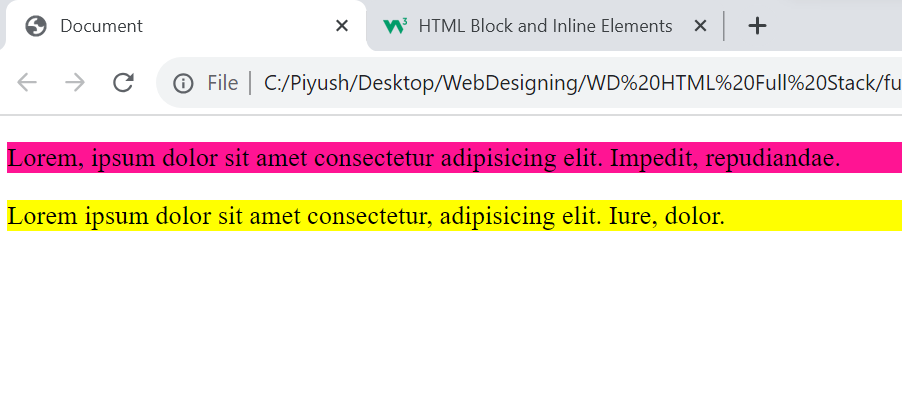 Document
HTML Block and Inline Elements
File
C:/Piyush/Desktop/WebDesigning/WD%20HTML%20Full%20Stack/fu
Lorem, ipsum dolor sit amet consectetur adipisicing elit. Impedit, repudiandae.
Lorem ipsum dolor sit amet consectetur, adipisicing elit. Iure, dolor.